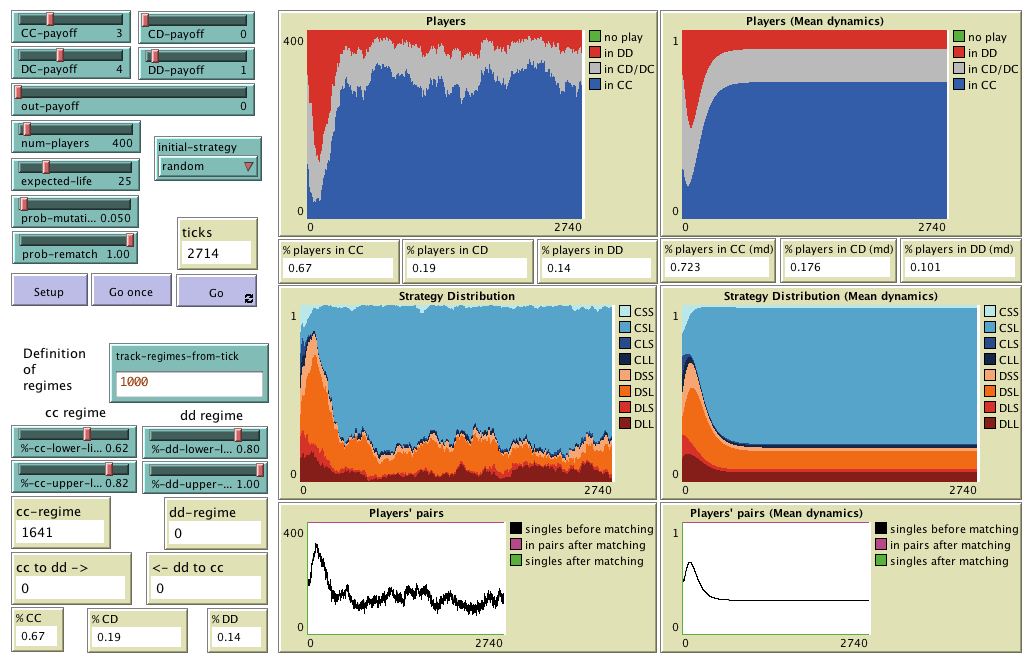 CC-payoff 3
CD-payoff 0
DC-payoff 4
DD-payoff 1
out-payoff 0
num-players 400
expected-life 25
prob-mutati... 0.050
prob-rematch 1.00
initial-strategy
random
ticks
2714
Setup
Go once
Go
Definition
of
regimes
track-regimes-from-tick
1000
cc regime
dd regime
%-cc-lower-li... 0.62
%-dd-lower-l... 0.80
%-cc-upper-l... 0.82
%-dd-upper-... 1.00
cc-regime
1641
dd-regime
0
cc to dd ->
0
<- dd to cc
0
% CC
0.67
% CD
0.19
% DD
0.14
Players
400
0
0
2740
no play
in DD
in CD/DC
in CC
Players (Mean dynamics)
1
0
0
2740
no play
in DD
in CD/DC
in CC
% players in CC
0.67
% players in CD
0.19
% players in DD
0.14
% players in CC (md)
0.723
% players in CD (md)
0.176
% players in DD (md)
0.101
Strategy Distribution
1
0
0
2740
CSS
CSL
CLS
CLL
DSS
DSL
DLS
DLL
Strategy Distribution (Mean dynamics)
1
0
0
2740
CSS
CSL
CLS
CLL
DSS
DSL
DLS
DLL
Players' pairs
400
0
0
2740
singles before matching
in pairs after matching
singles after matching
Players' pairs (Mean dynamics)
1
0
0
2740
singles before matching
in pairs after matching
singles after matching